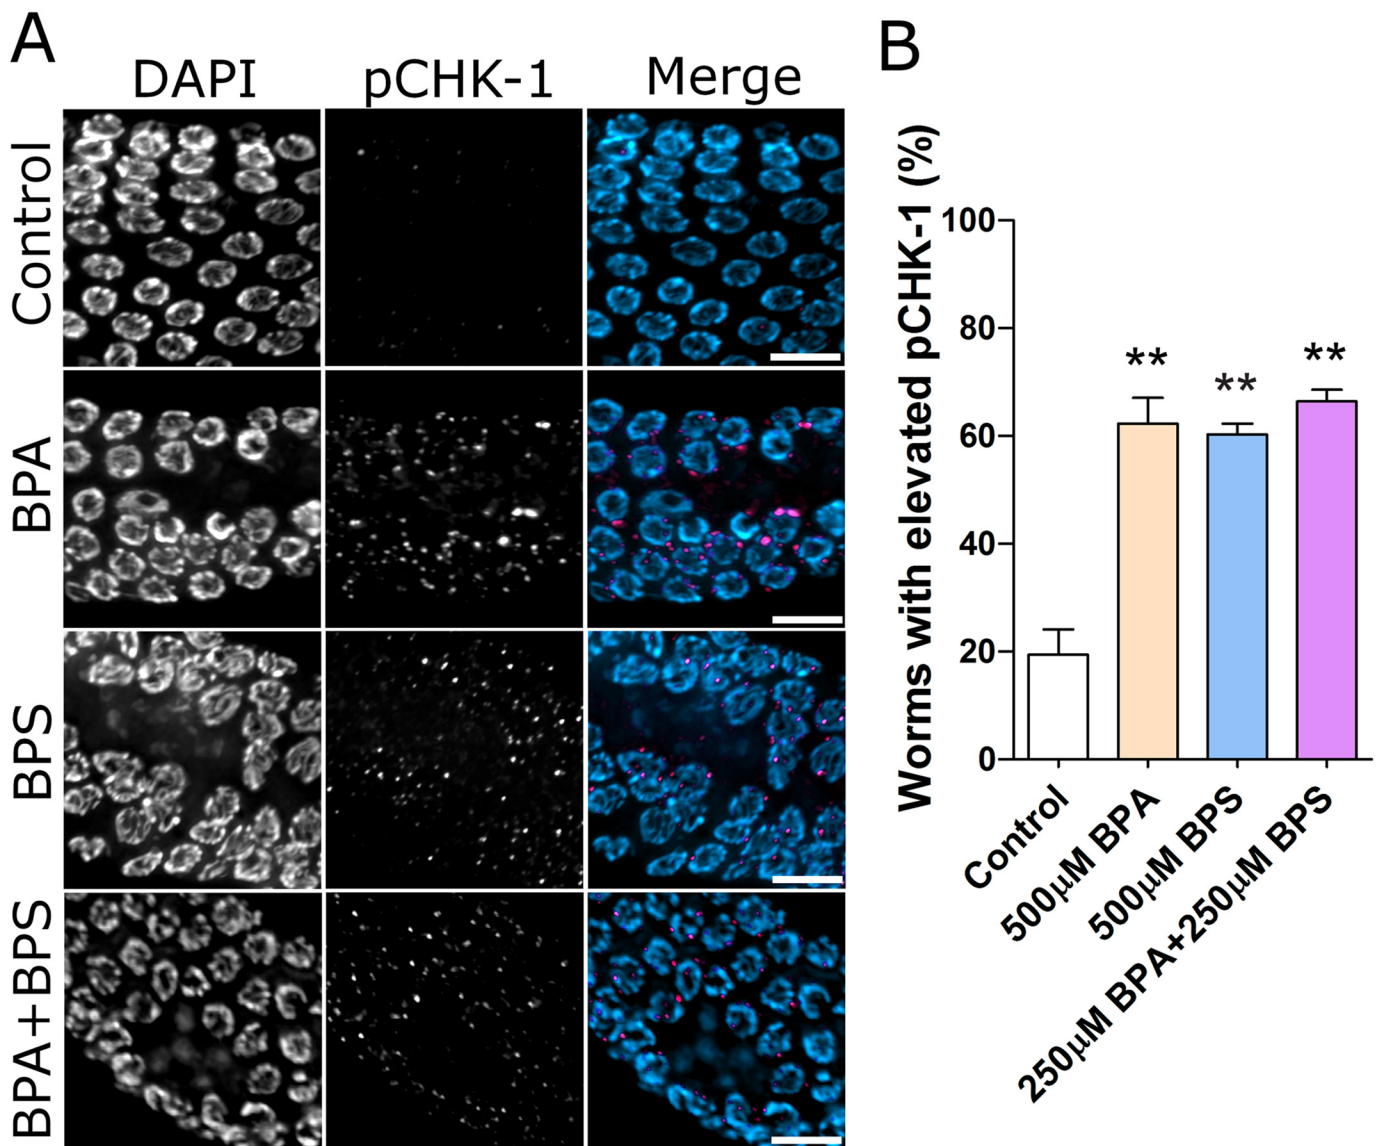 A
DAPI
pCHK-1
Merge
Control
BPA
BPS
BPA+BPS
B
Worms with elevated pCHK-1 (%)
100
80
60
40
20
0
**
**
**
Control
500µM BPA
500µM BPS
250µM BPA+250µM BPS